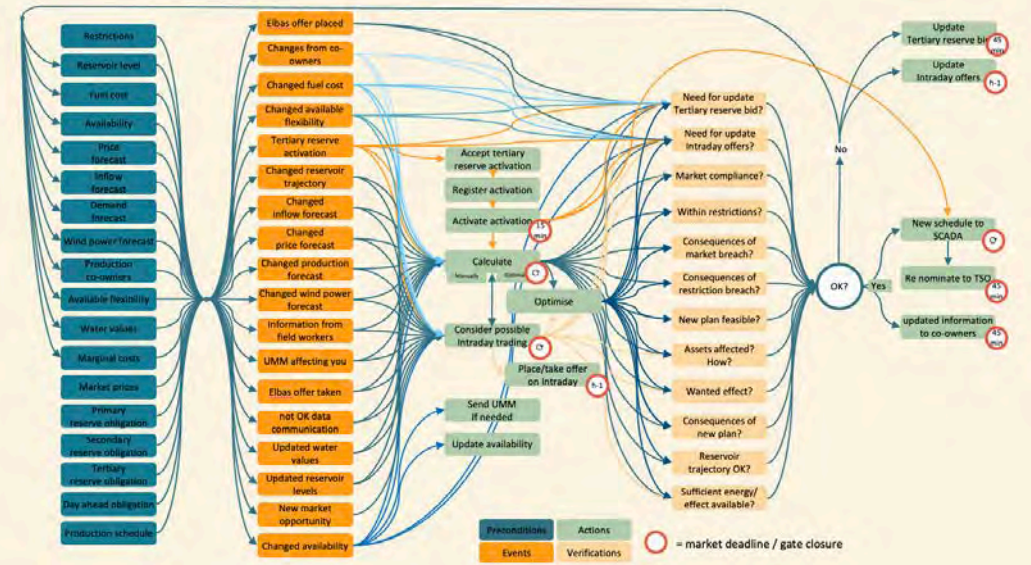 Restrictions
Reservoir level
Fuel cost
Availability
Price
forecast
Inflow
forecast
Demand
forecast
Wind power forecast
Production
co-owners
Available flexibility
Water values
Marginal costs
Market prices
Primary
reserve obligation
Secondary
reserve obligation
Tertiary
reserve obligation
Day ahead obligation
Production schedule
Elbas offer placed
Changes from co-
owners
Changed fuel cost
Changed available
flexibility
Tertiary reserve
activation
Changed reservoir
trajectory
Changed
inflow forecast
Changed
price forecast
Changed production
forecast
Changed wind power
forecast
Information from
field workers
UMM affecting you
Elbas offer taken
not OK data
communication
Updated water
values
Updated reservoir
levels
New market
opportunity
Changed availability
Accept tertiary
reserve activation
Register activation
Activate activation
15
min
Calculate
Manually
Optimise
Consider possible
Intraday trading
Place/take offer
on Intraday
h-1
Send UMM
if needed
Update availability
Need for update
Tertiary reserve bid?
Need for update
Intraday offers?
Market compliance?
Within restrictions?
Consequences of
market breach?
Consequences of
restriction breach?
New plan feasible?
Assets affected?
How?
Wanted effect?
Consequences of
new plan?
Reservoir
trajectory OK?
Sufficient energy/
effect available?
OK?
No
Yes
Update
Tertiary reserve bid
45
min
Update
Intraday offers
h-1
New schedule to
SCADA
Re nominate to TSO
45
min
updated information
to co-owners
45
min
Preconditions
Actions
Events
Verifications
= market deadline / gate closure